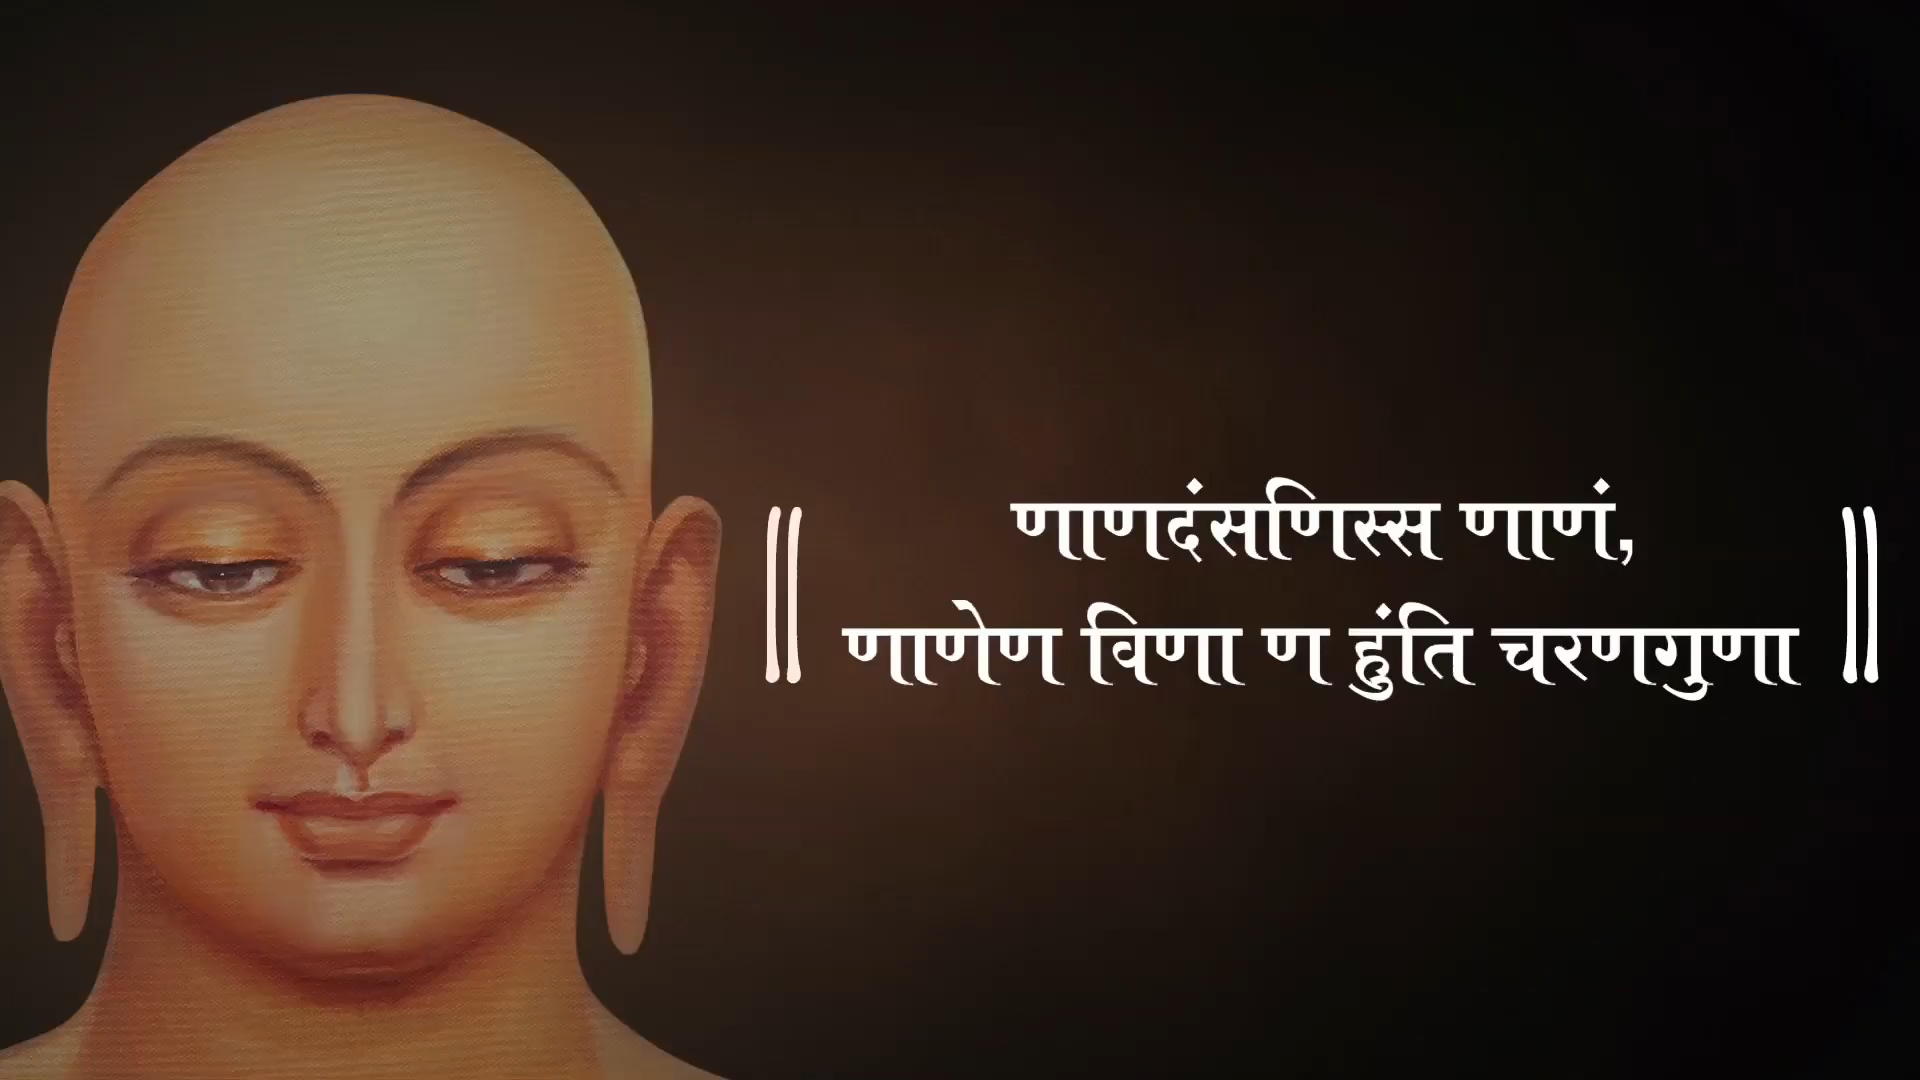 ॥ णाणदंसणिस्स णाणं,
णाणेण विणा ण हुंति चरणगुणा ॥